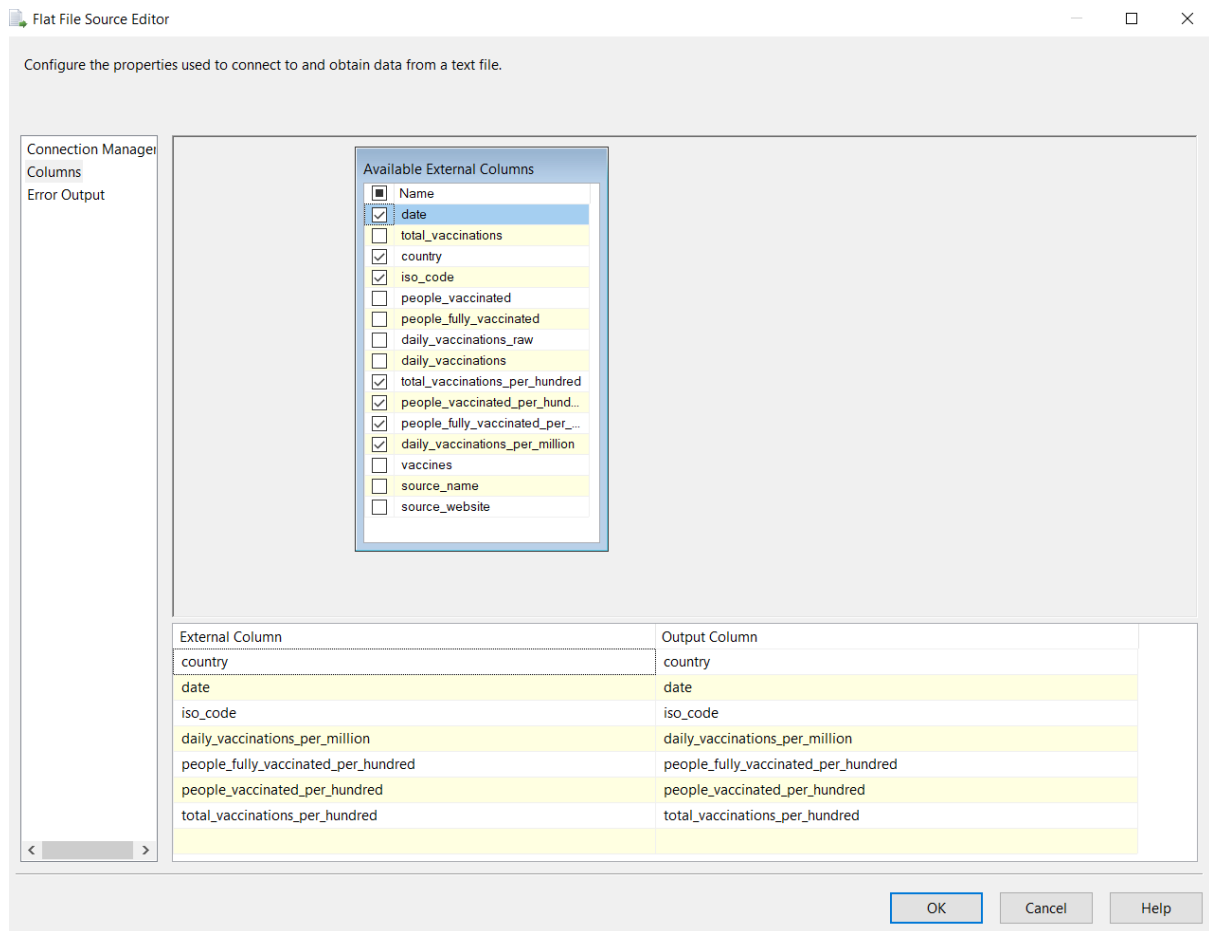 Flat File Source Editor
Configure the properties used to connect to and obtain data from a text file.
Connection Manager
Columns
Error Output
Available External Columns
Name
date
total_vaccinations
country
iso_code
people_vaccinated
people_fully_vaccinated
daily_vaccinations_raw
daily_vaccinations
total_vaccinations_per_hundred
people_vaccinated_per_hund...
people_fully_vaccinated_per_...
daily_vaccinations_per_million
vaccines
source_name
source_website
External Column Output Column
country country
date date
iso_code iso_code
daily_vaccinations_per_million daily_vaccinations_per_million
people_fully_vaccinated_per_hundred people_fully_vaccinated_per_hundred
people_vaccinated_per_hundred people_vaccinated_per_hundred
total_vaccinations_per_hundred total_vaccinations_per_hundred
OK Cancel Help